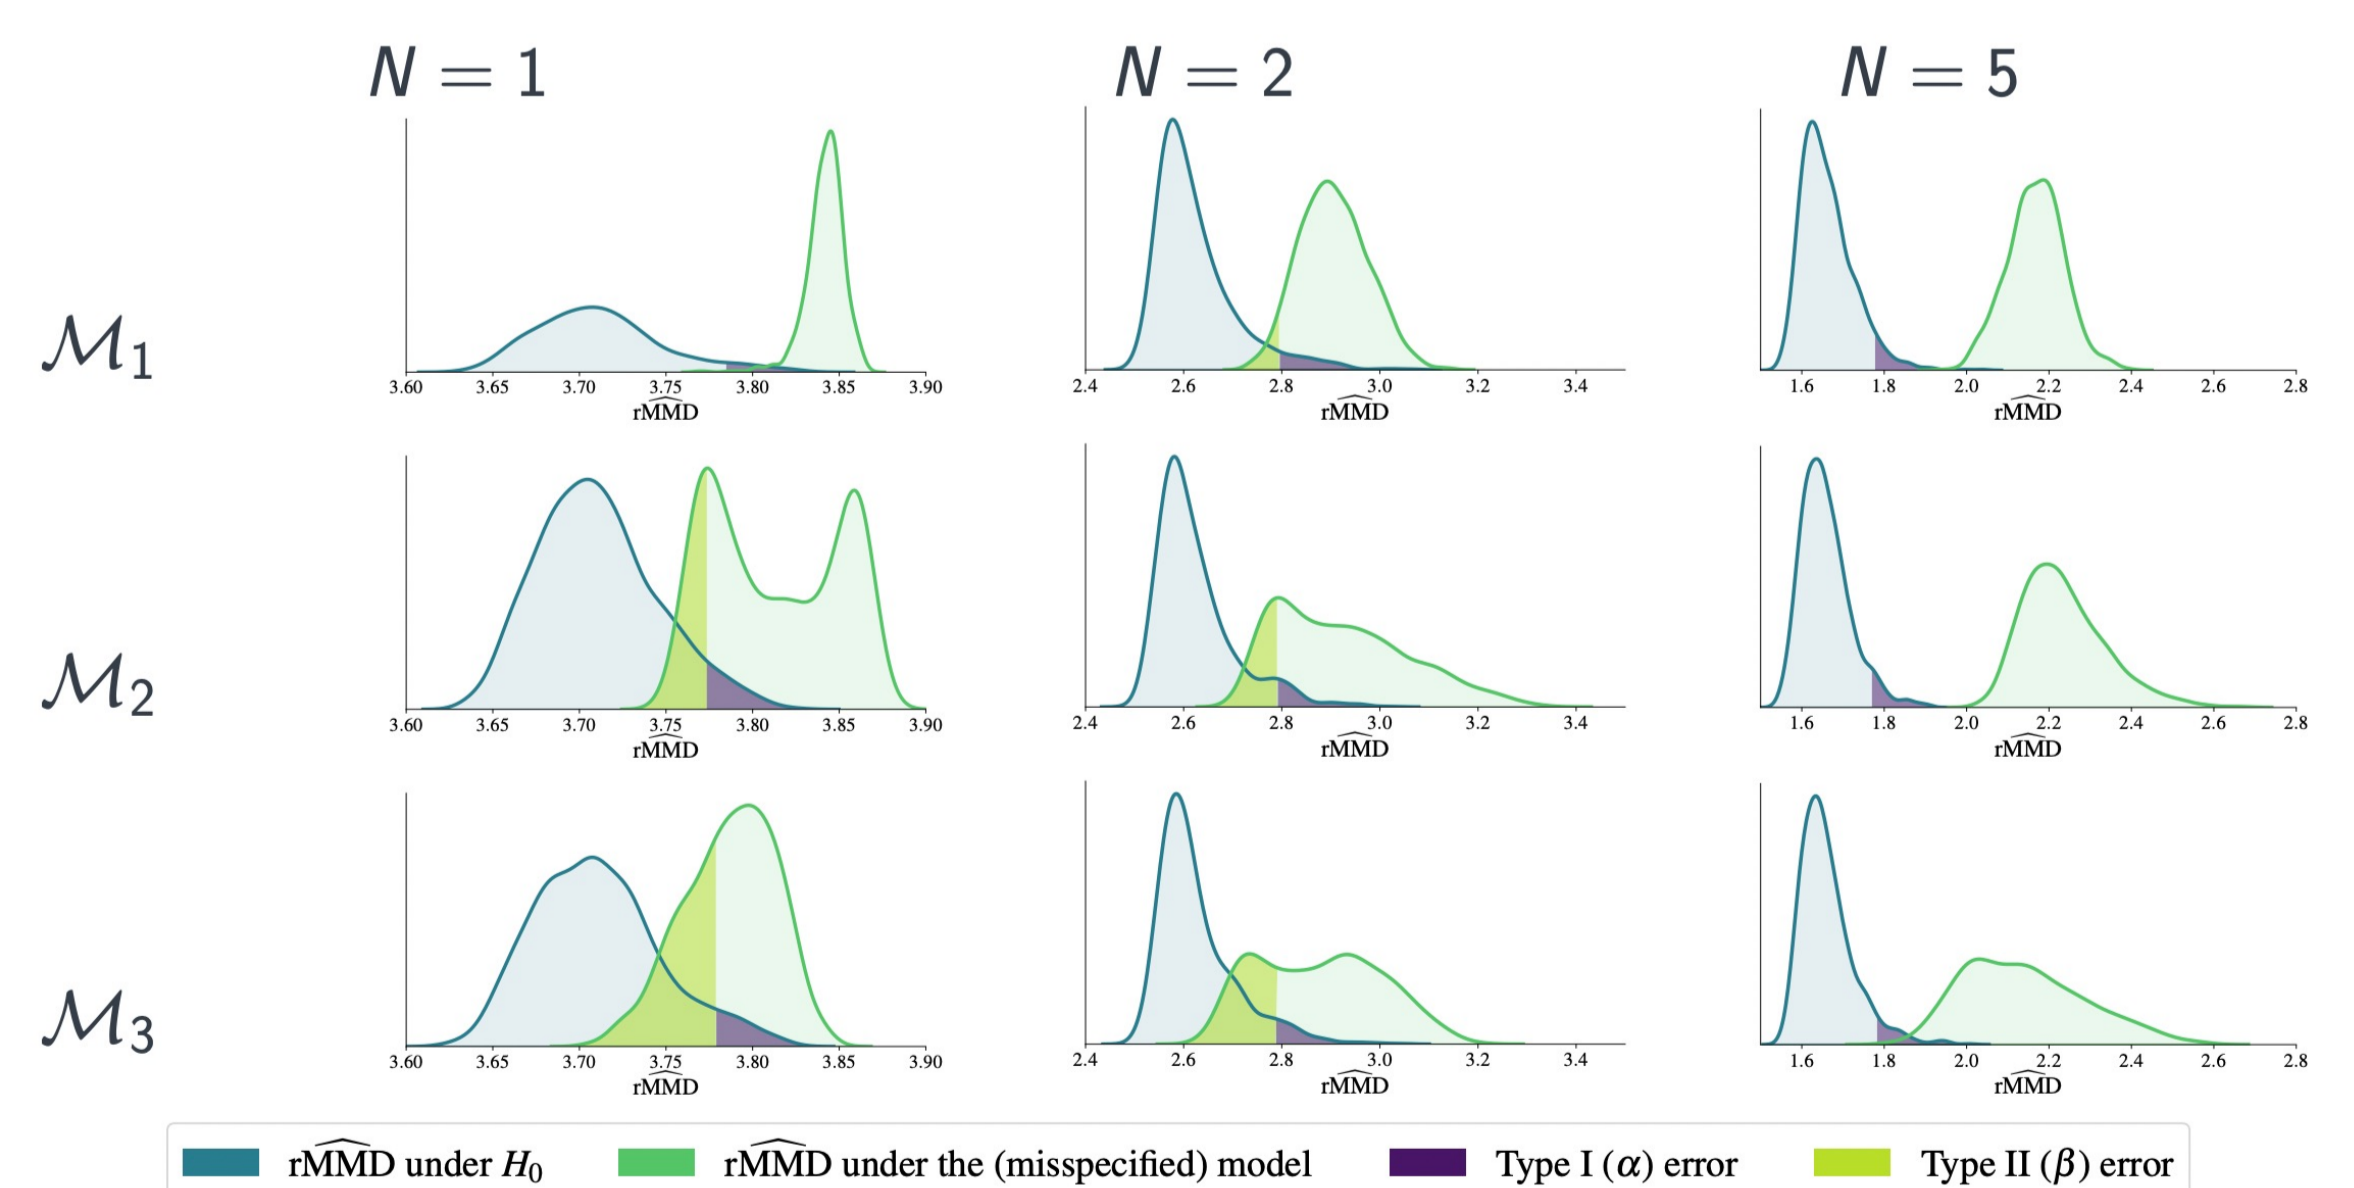 N = 1 N = 2 N = 5
ℳ1
3.60 3.65 3.70 3.75 3.80 3.85 3.90
rMMD̂
2.4 2.6 2.8 3.0 3.2 3.4
rMMD̂
1.6 1.8 2.0 2.2 2.4 2.6 2.8
rMMD̂
ℳ2
3.60 3.65 3.70 3.75 3.80 3.85 3.90
rMMD̂
2.4 2.6 2.8 3.0 3.2 3.4
rMMD̂
1.6 1.8 2.0 2.2 2.4 2.6 2.8
rMMD̂
ℳ3
3.60 3.65 3.70 3.75 3.80 3.85 3.90
rMMD̂
2.4 2.6 2.8 3.0 3.2 3.4
rMMD̂
1.6 1.8 2.0 2.2 2.4 2.6 2.8
rMMD̂
rMMD̂ under H0 rMMD̂ under the (misspecified) model Type I (α) error Type II (β) error